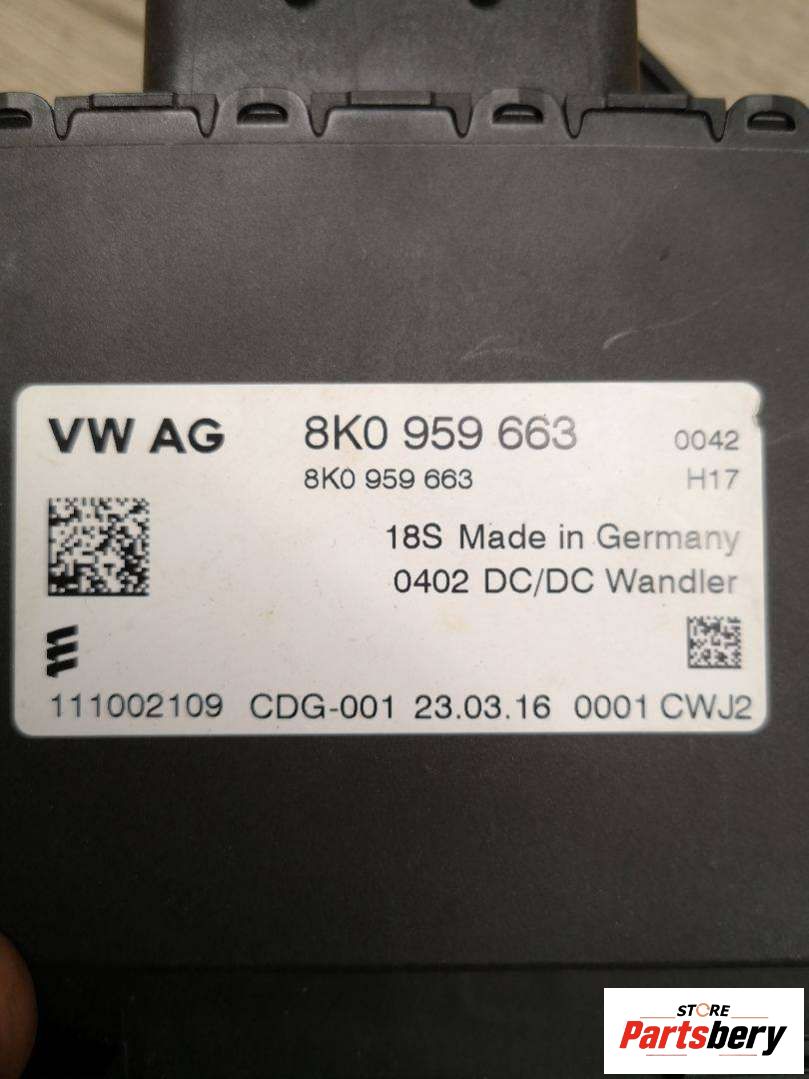 VW AG 8K0 959 663 0042
8K0 959 663 H17
18S Made in Germany
0402 DC/DC Wandler
111002109 CDG-001 23.03.16 0001 CWJ2
STORE
Partsbery